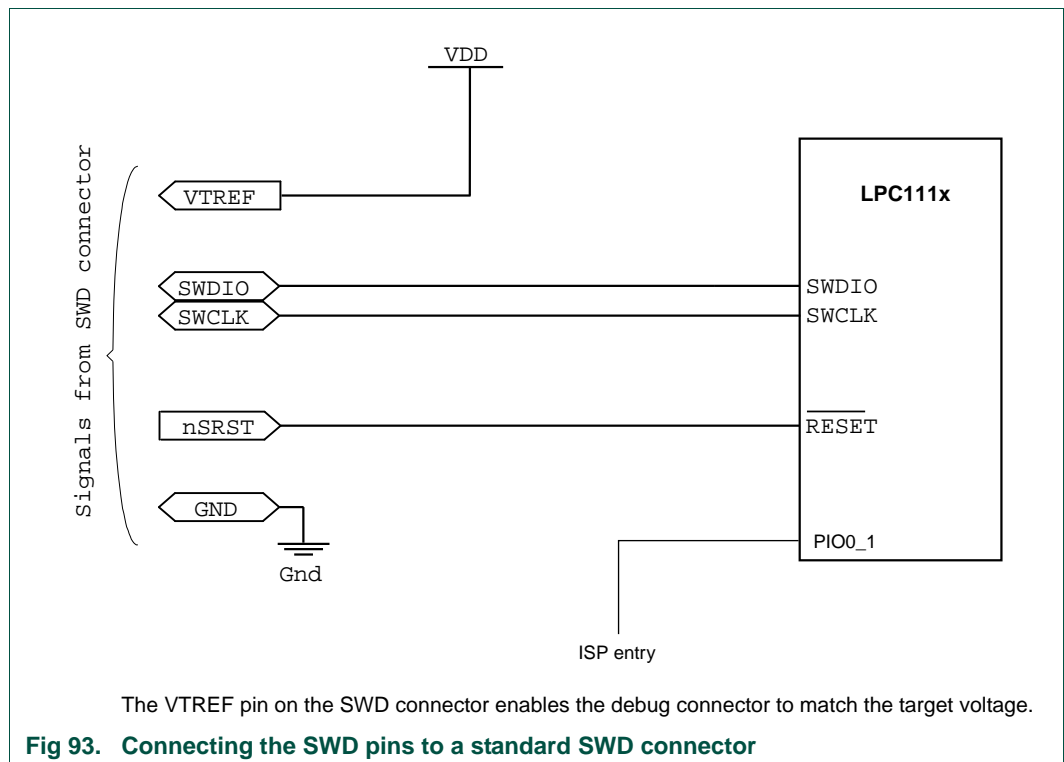 VDD
Signals from SWD connector
VTREF
LPC111x
SWDIO
SWDIO
SWCLK
SWCLK
nSRST
RESET
GND
Gnd
PIO0_1
ISP entry
The VTREF pin on the SWD connector enables the debug connector to match the target voltage.
Fig 93. Connecting the SWD pins to a standard SWD connector